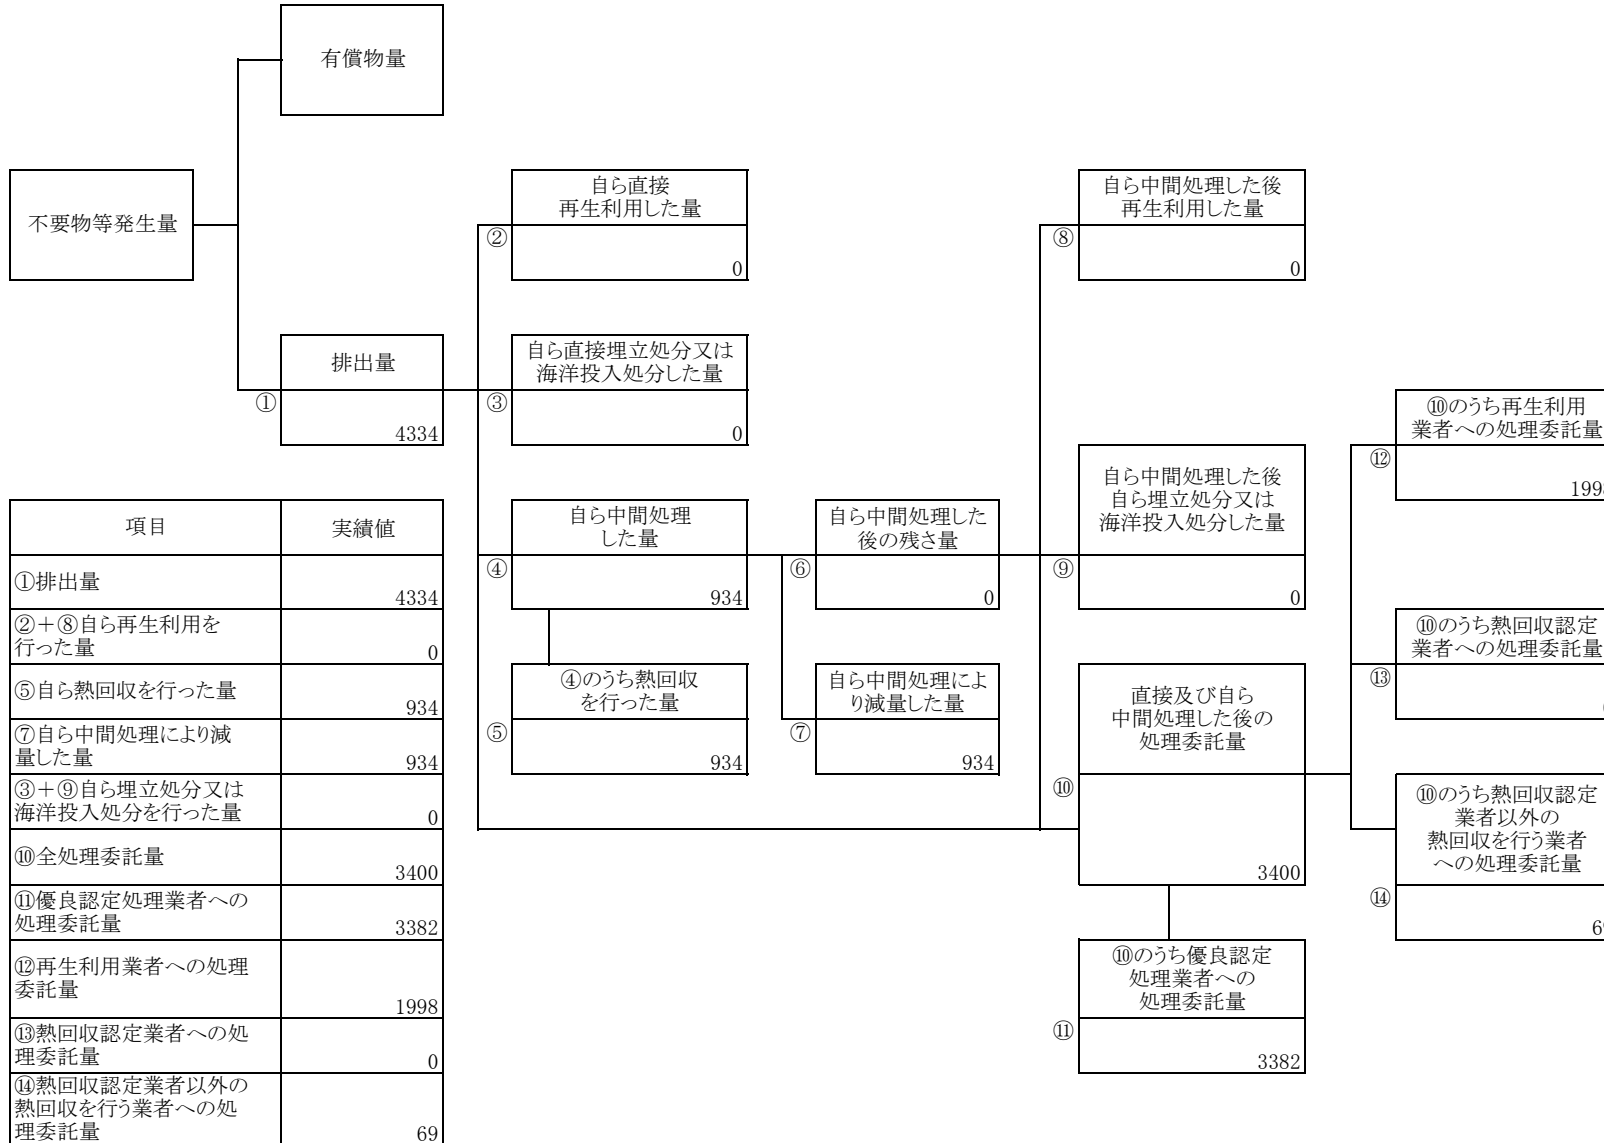 有償物量
不要物等発生量
排出量
①
4334
自ら直接
再生利用した量
②
0
自ら直接埋立処分又は
海洋投入処分した量
③
0
自ら中間処理
した量
④
934
④のうち熱回収
を行った量
⑤
934
自ら中間処理した
後の残さ量
⑥
0
自ら中間処理によ
り減量した量
⑦
934
自ら中間処理した後
再生利用した量
⑧
0
自ら中間処理した後
自ら埋立処分又は
海洋投入処分した量
⑨
0
直接及び自ら
中間処理した後の
処理委託量
⑩
3400
⑩のうち優良認定
処理業者への
処理委託量
⑪
3382
⑩のうち再生利用
業者への処理委託量
⑫
⑩のうち熱回収認定
業者への処理委託量
⑬
⑩のうち熱回収認定
業者以外の
熱回収を行う業者
への処理委託量
⑭
項目 実績値
①排出量 4334
②＋⑧自ら再生利用を
行った量 0
⑤自ら熱回収を行った量 934
⑦自ら中間処理により減
量した量 934
③＋⑨自ら埋立処分又は
海洋投入処分を行った量 0
⑩全処理委託量 3400
⑪優良認定処理業者への
処理委託量 3382
⑫再生利用業者への処理
委託量 1998
⑬熱回収認定業者への処
理委託量 0
⑭熱回収認定業者以外の
熱回収を行う業者への処
理委託量 69